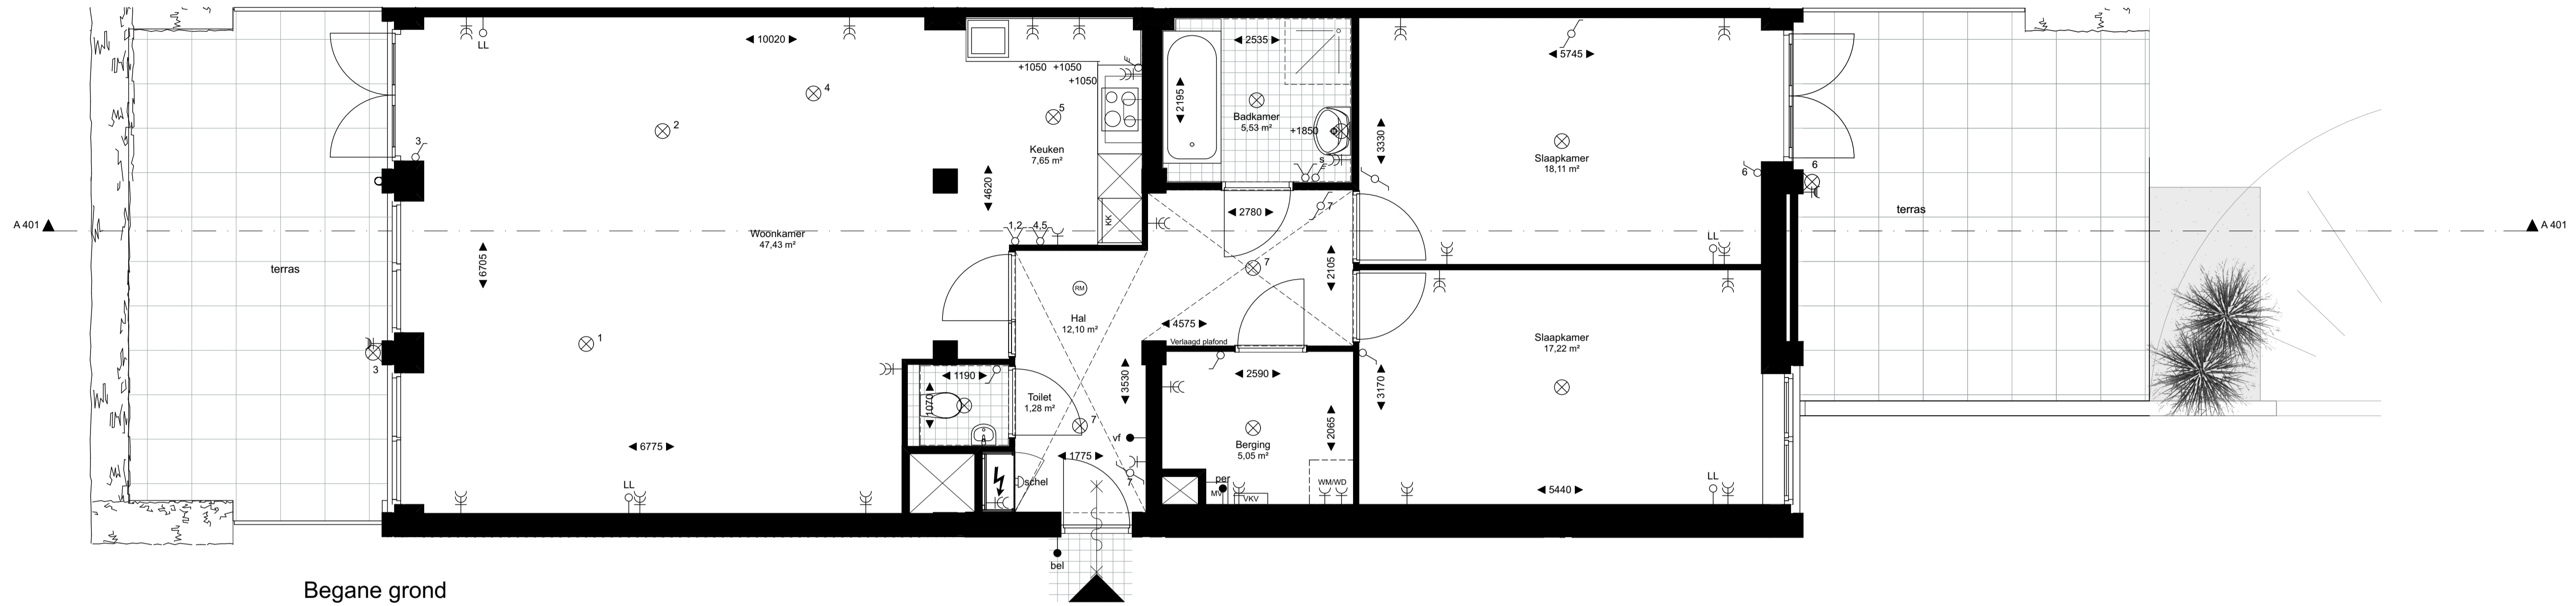 LL
10020
+1050
+1050
+1050
2535
5745
4
2
5
3
2195
Badkamer
5,53 m²
+1850
3330
Keuken
7,65 m²
S
Slaapkamer
18,11 m²
6
6
4620
KK
2780
7
terras
A 401
A 401
1,2
4,5
Woonkamer
47,43 m²
LL
6705
terras
7
2105
RM
Hal
12,10 m²
4575
Verlaagd plafond
1
Slaapkamer
17,22 m²
3
1190
1070
Toilet
1,28 m²
3530
2590
3170
7
vf
2065
Berging
5,05 m²
6775
1775
7
LL
schel
per
MV
VKV
WM/WD
5440
LL
bel
Begane grond